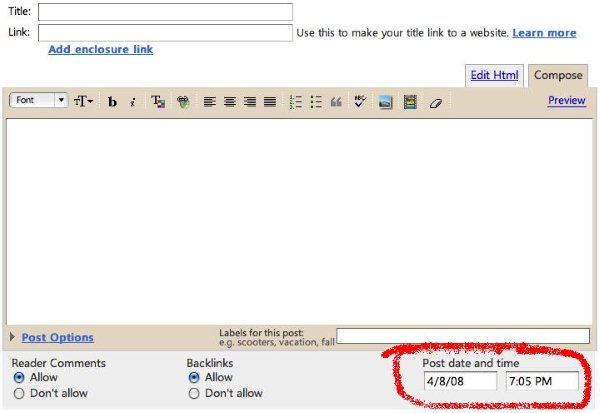 Title:
Link: Use this to make your title link to a website. Learn more
Add enclosure link
Edit Html Compose
Font b i ABC Preview
Post Options Labels for this post:
e.g. scooters, vacation, fall
Reader Comments Backlinks Post date and time
Allow Allow 4/8/08 7:05 PM
Don't allow Don't allow